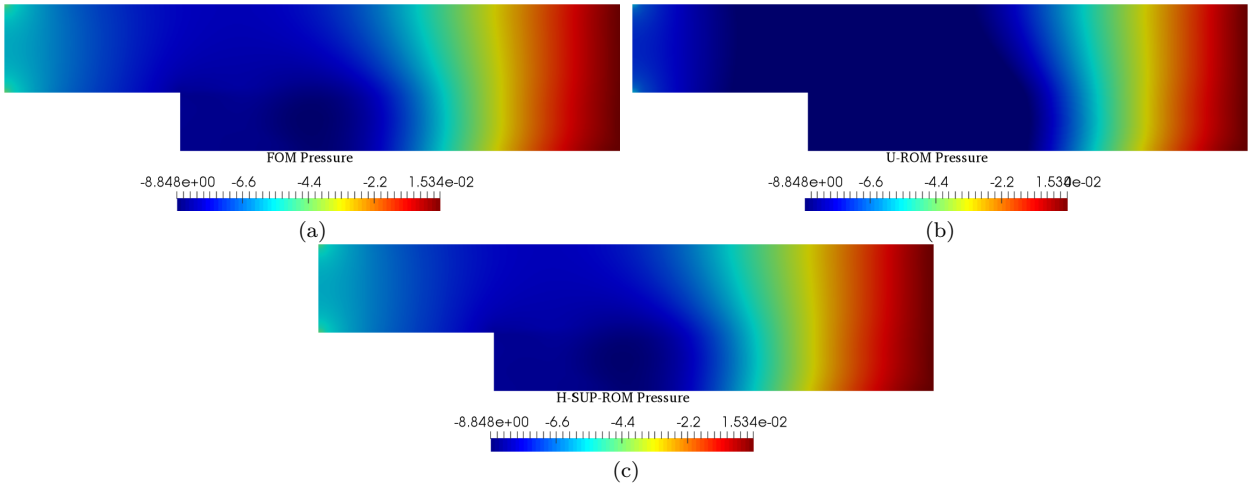 FOM Pressure
-8.848e+00 -6.6 -4.4 -2.2 1.534e-02
(a)
U-ROM Pressure
-8.848e+00 -6.6 -4.4 -2.2
(b)
H-SUP-ROM Pressure
-8.848e+00 -6.6 -4.4 -2.2 1.534e-02
(c)